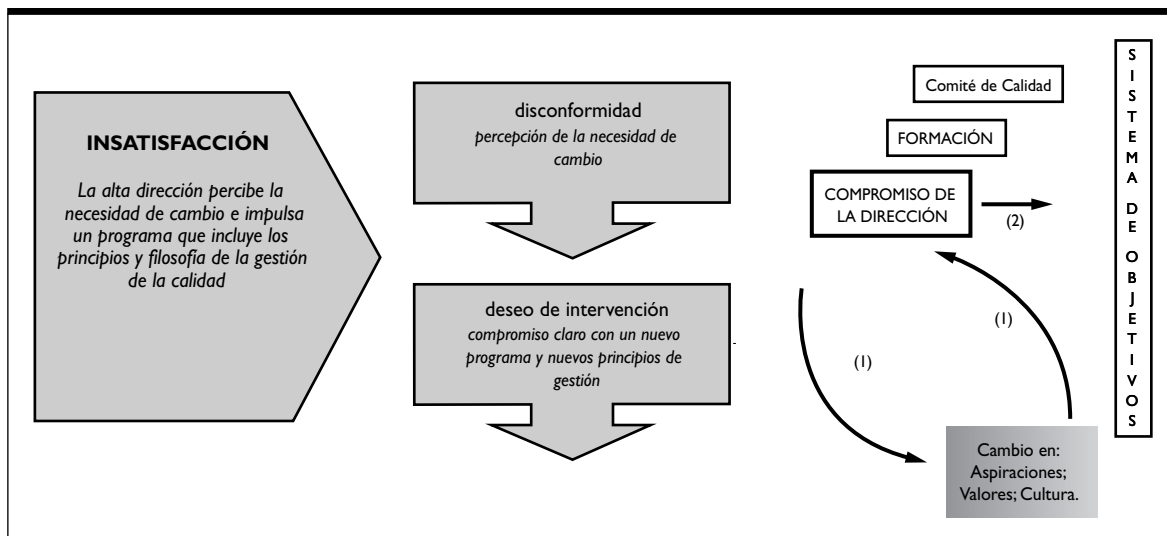 INSATISFACCIÓN
La alta dirección percibe la
necesidad de cambio e impulsa
un programa que incluye los
principios y filosofía de la gestión
de la calidad
disconformidad
percepción de la necesidad de
cambio
deseo de intervención
compromiso claro con un nuevo
programa y nuevos principios de
gestión
Comité de Calidad
FORMACIÓN
COMPROMISO DE
LA DIRECCIÓN
(2)
(1)
(1)
Cambio en:
Aspiraciones;
Valores; Cultura.
SISTEMA DE OBJETIVOS